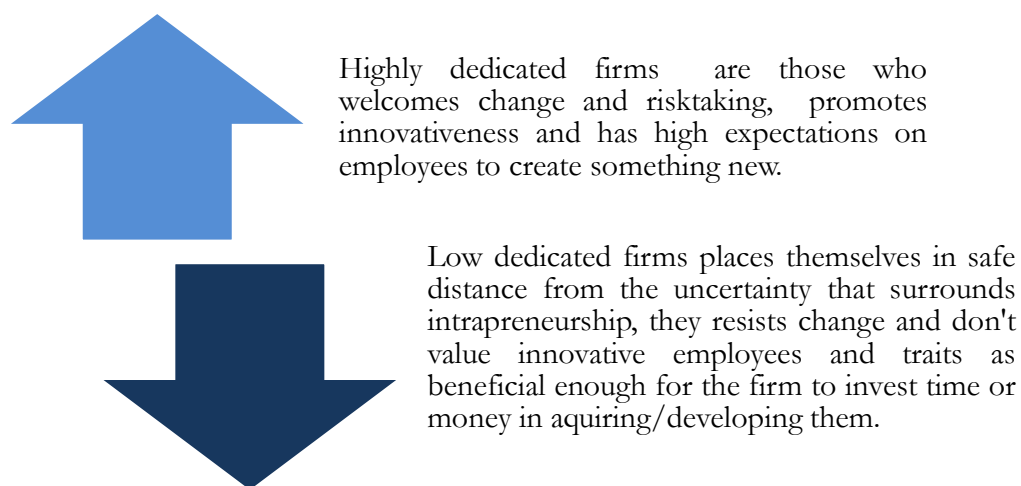 Highly dedicated firms are those who
welcomes change and risktaking, promotes
innovativeness and has high expectations on
employees to create something new.
Low dedicated firms places themselves in safe
distance from the uncertainty that surrounds
intrapreneurship, they resists change and don't
value innovative employees and traits as
beneficial enough for the firm to invest time or
money in aquiring/developing them.